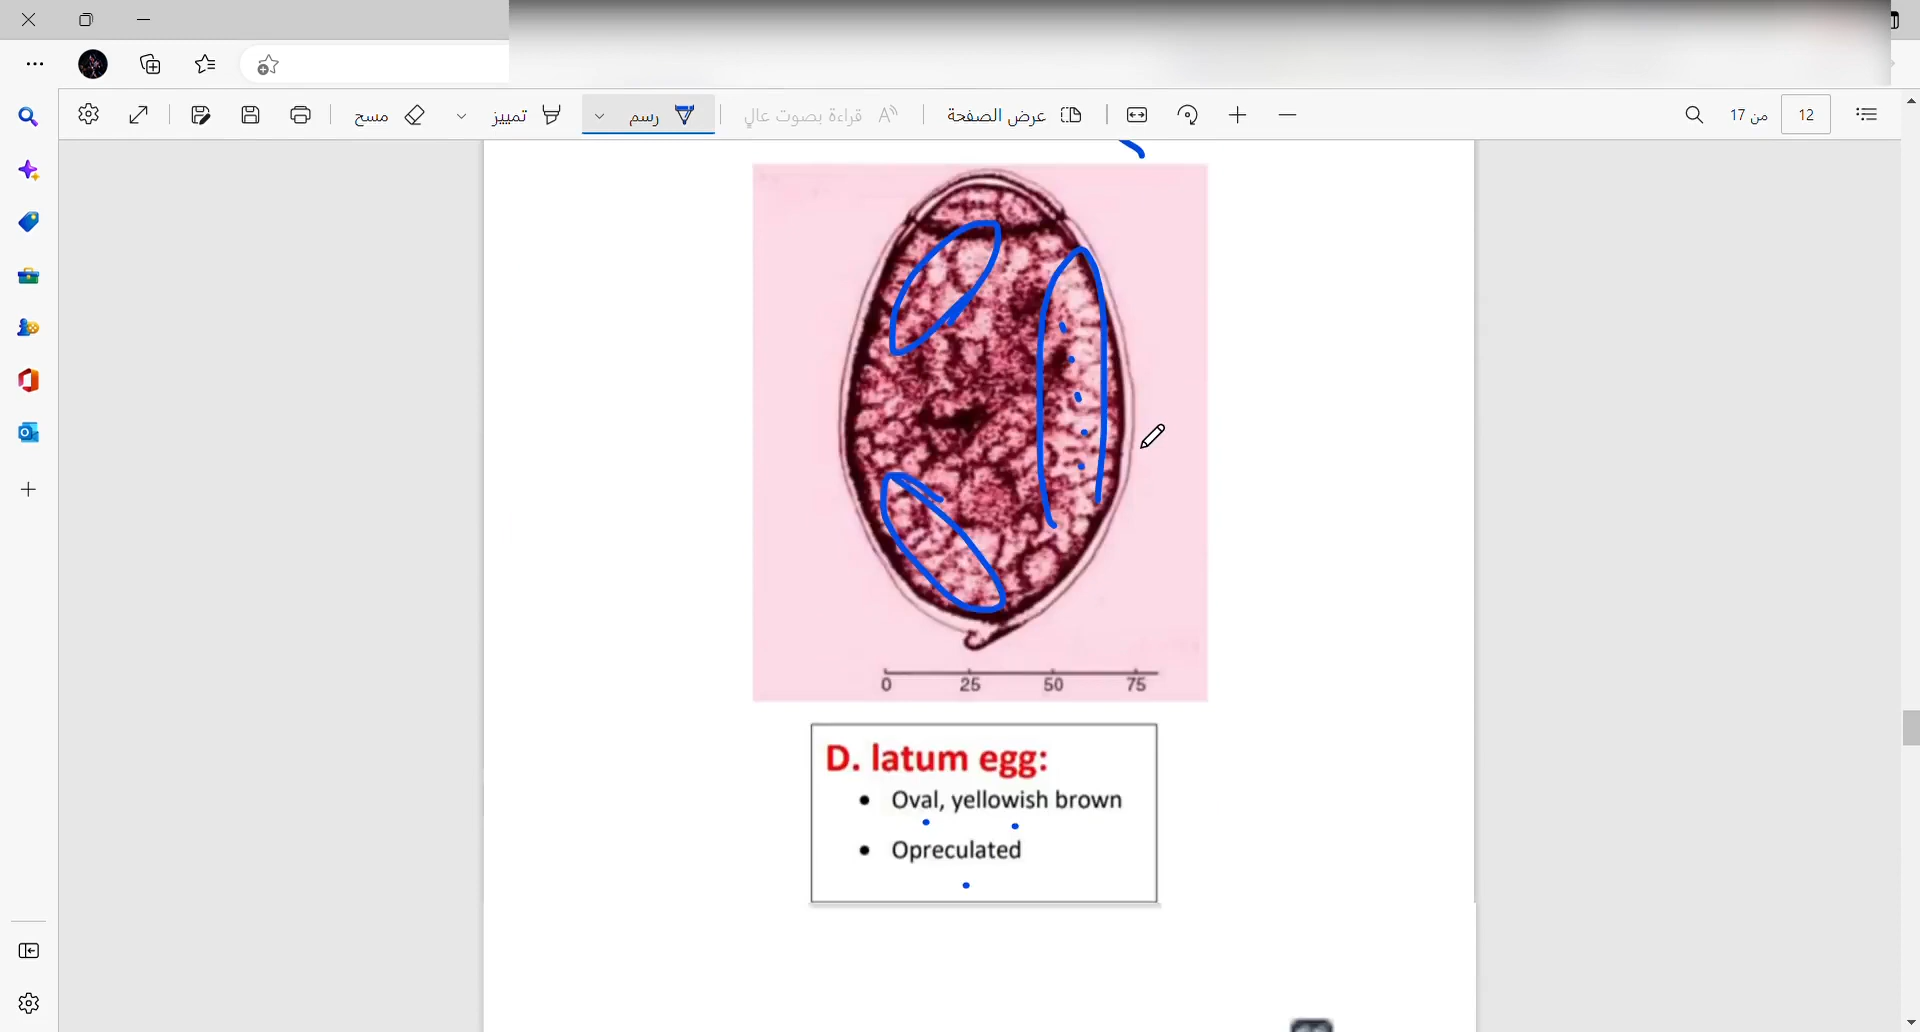 مسح
تمييز
رسم
قراءة بصوت عالٍ
عرض الصفحة
12
من 17
0 25 50 75
D. latum egg:
• Oval, yellowish brown
• Opreculated